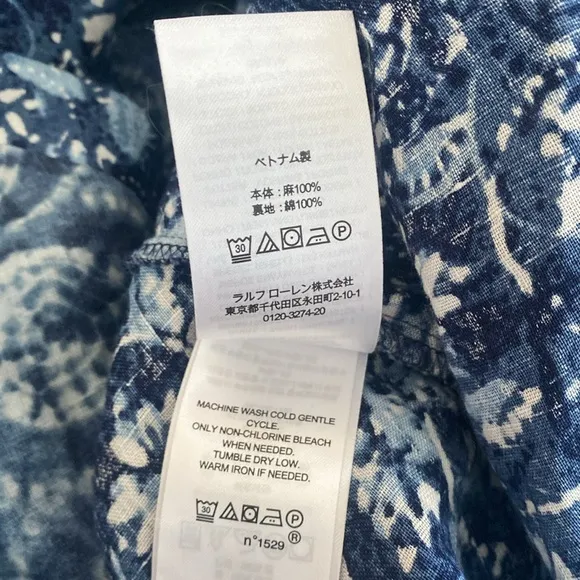 ベトナム製
本体：麻100%
裏地：綿100%
30 P
ラルフ ローレン株式会社
東京都千代田区永田町2-10-1
0120-3274-20
MACHINE WASH COLD GENTLE
CYCLE.
ONLY NON-CHLORINE BLEACH
WHEN NEEDED.
TUMBLE DRY LOW.
WARM IRON IF NEEDED.
30 P
®
n°1529